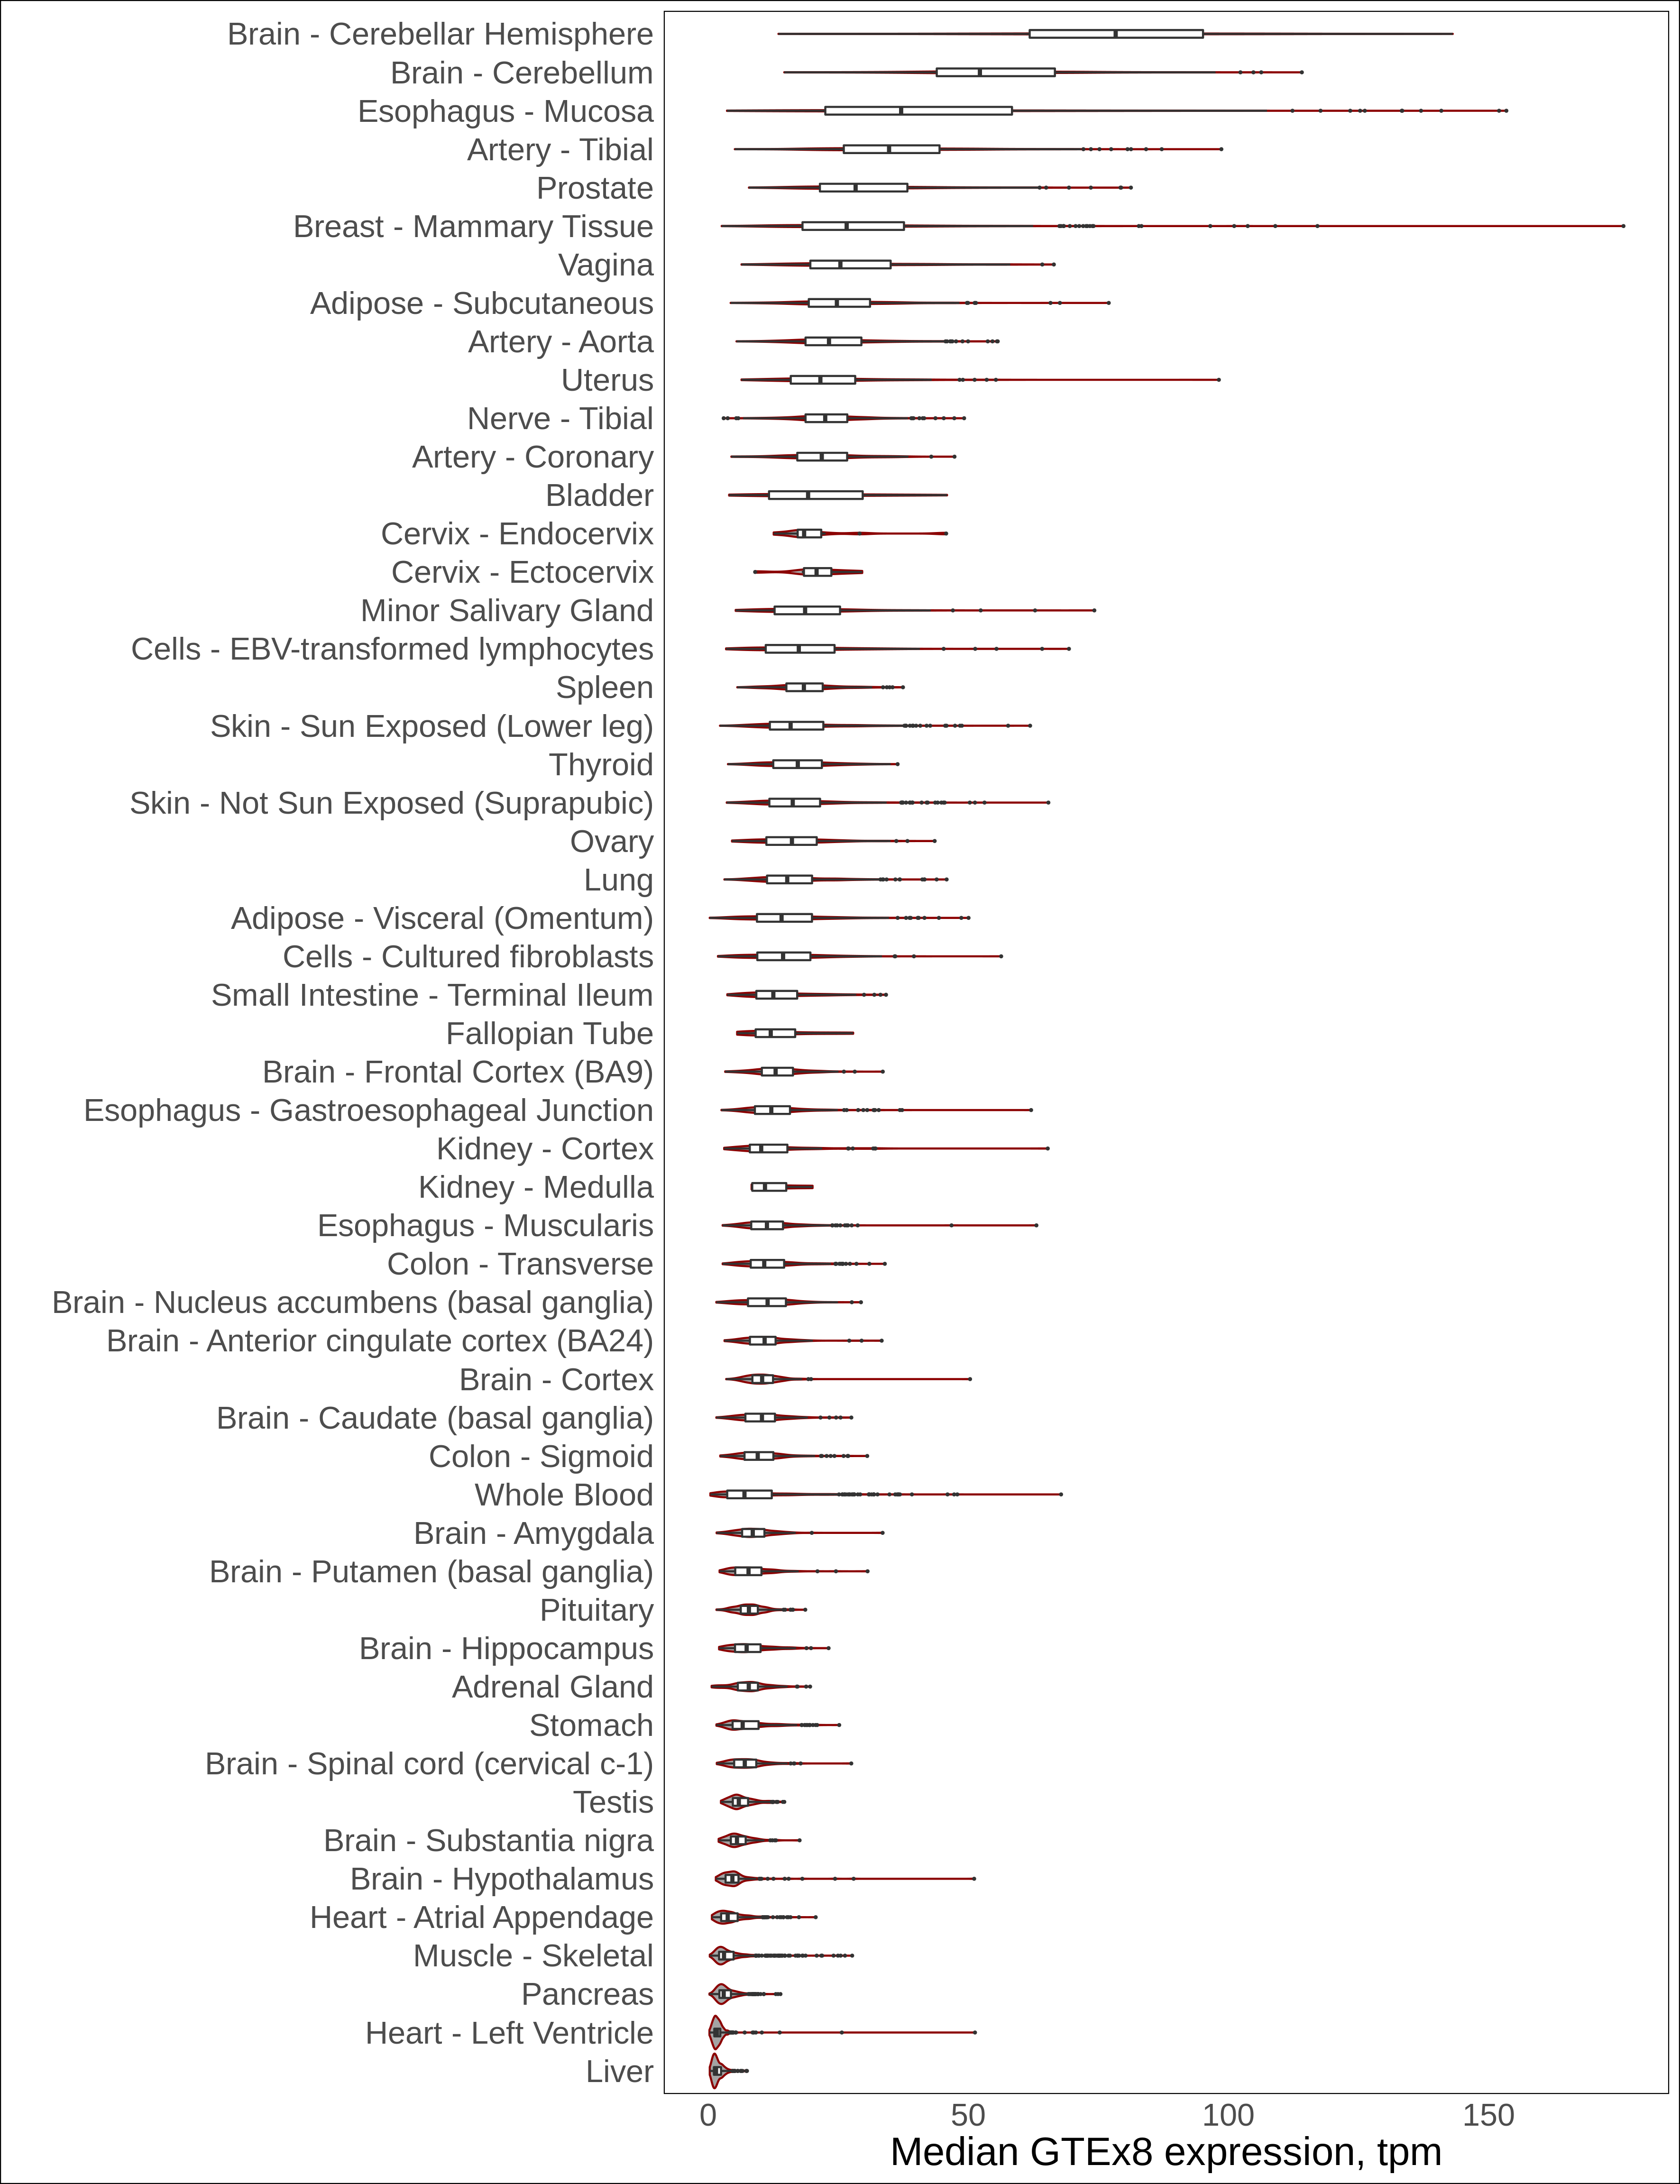 Brain - Cerebellar Hemisphere
Brain - Cerebellum
Esophagus - Mucosa
Artery - Tibial
Prostate
Breast - Mammary Tissue
Vagina
Adipose - Subcutaneous
Artery - Aorta
Uterus
Nerve - Tibial
Artery - Coronary
Bladder
Cervix - Endocervix
Cervix - Ectocervix
Minor Salivary Gland
Cells - EBV-transformed lymphocytes
Spleen
Skin - Sun Exposed (Lower leg)
Thyroid
Skin - Not Sun Exposed (Suprapubic)
Ovary
Lung
Adipose - Visceral (Omentum)
Cells - Cultured fibroblasts
Small Intestine - Terminal Ileum
Fallopian Tube
Brain - Frontal Cortex (BA9)
Esophagus - Gastroesophageal Junction
Kidney - Cortex
Kidney - Medulla
Esophagus - Muscularis
Colon - Transverse
Brain - Nucleus accumbens (basal ganglia)
Brain - Anterior cingulate cortex (BA24)
Brain - Cortex
Brain - Caudate (basal ganglia)
Colon - Sigmoid
Whole Blood
Brain - Amygdala
Brain - Putamen (basal ganglia)
Pituitary
Brain - Hippocampus
Adrenal Gland
Stomach
Brain - Spinal cord (cervical c-1)
Testis
Brain - Substantia nigra
Brain - Hypothalamus
Heart - Atrial Appendage
Muscle - Skeletal
Pancreas
Heart - Left Ventricle
Liver
0 50 100 150
Median GTEx8 expression, tpm